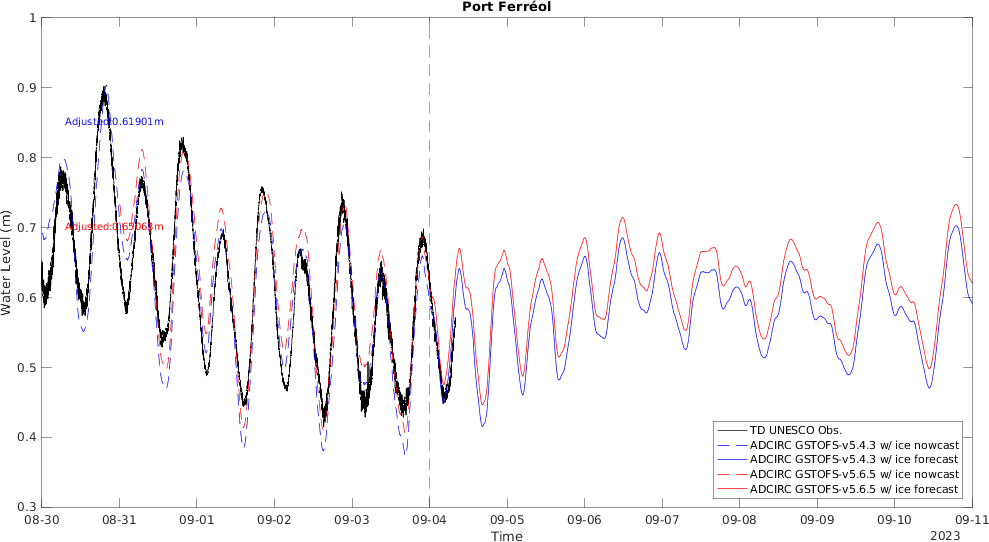 Port Ferréol
1
0.9
0.8
0.7
0.6
0.5
0.4
0.3
Water Level (m)
Adjusted:0.61901m
Adjusted:0.65063m
TD UNESCO Obs.
ADCIRC GSTOFS-v5.4.3 w/ ice nowcast
ADCIRC GSTOFS-v5.4.3 w/ ice forecast
ADCIRC GSTOFS-v5.6.5 w/ ice nowcast
ADCIRC GSTOFS-v5.6.5 w/ ice forecast
08-30 08-31 09-01 09-02 09-03 09-04 09-05 09-06 09-07 09-08 09-09 09-10 09-11
Time
2023